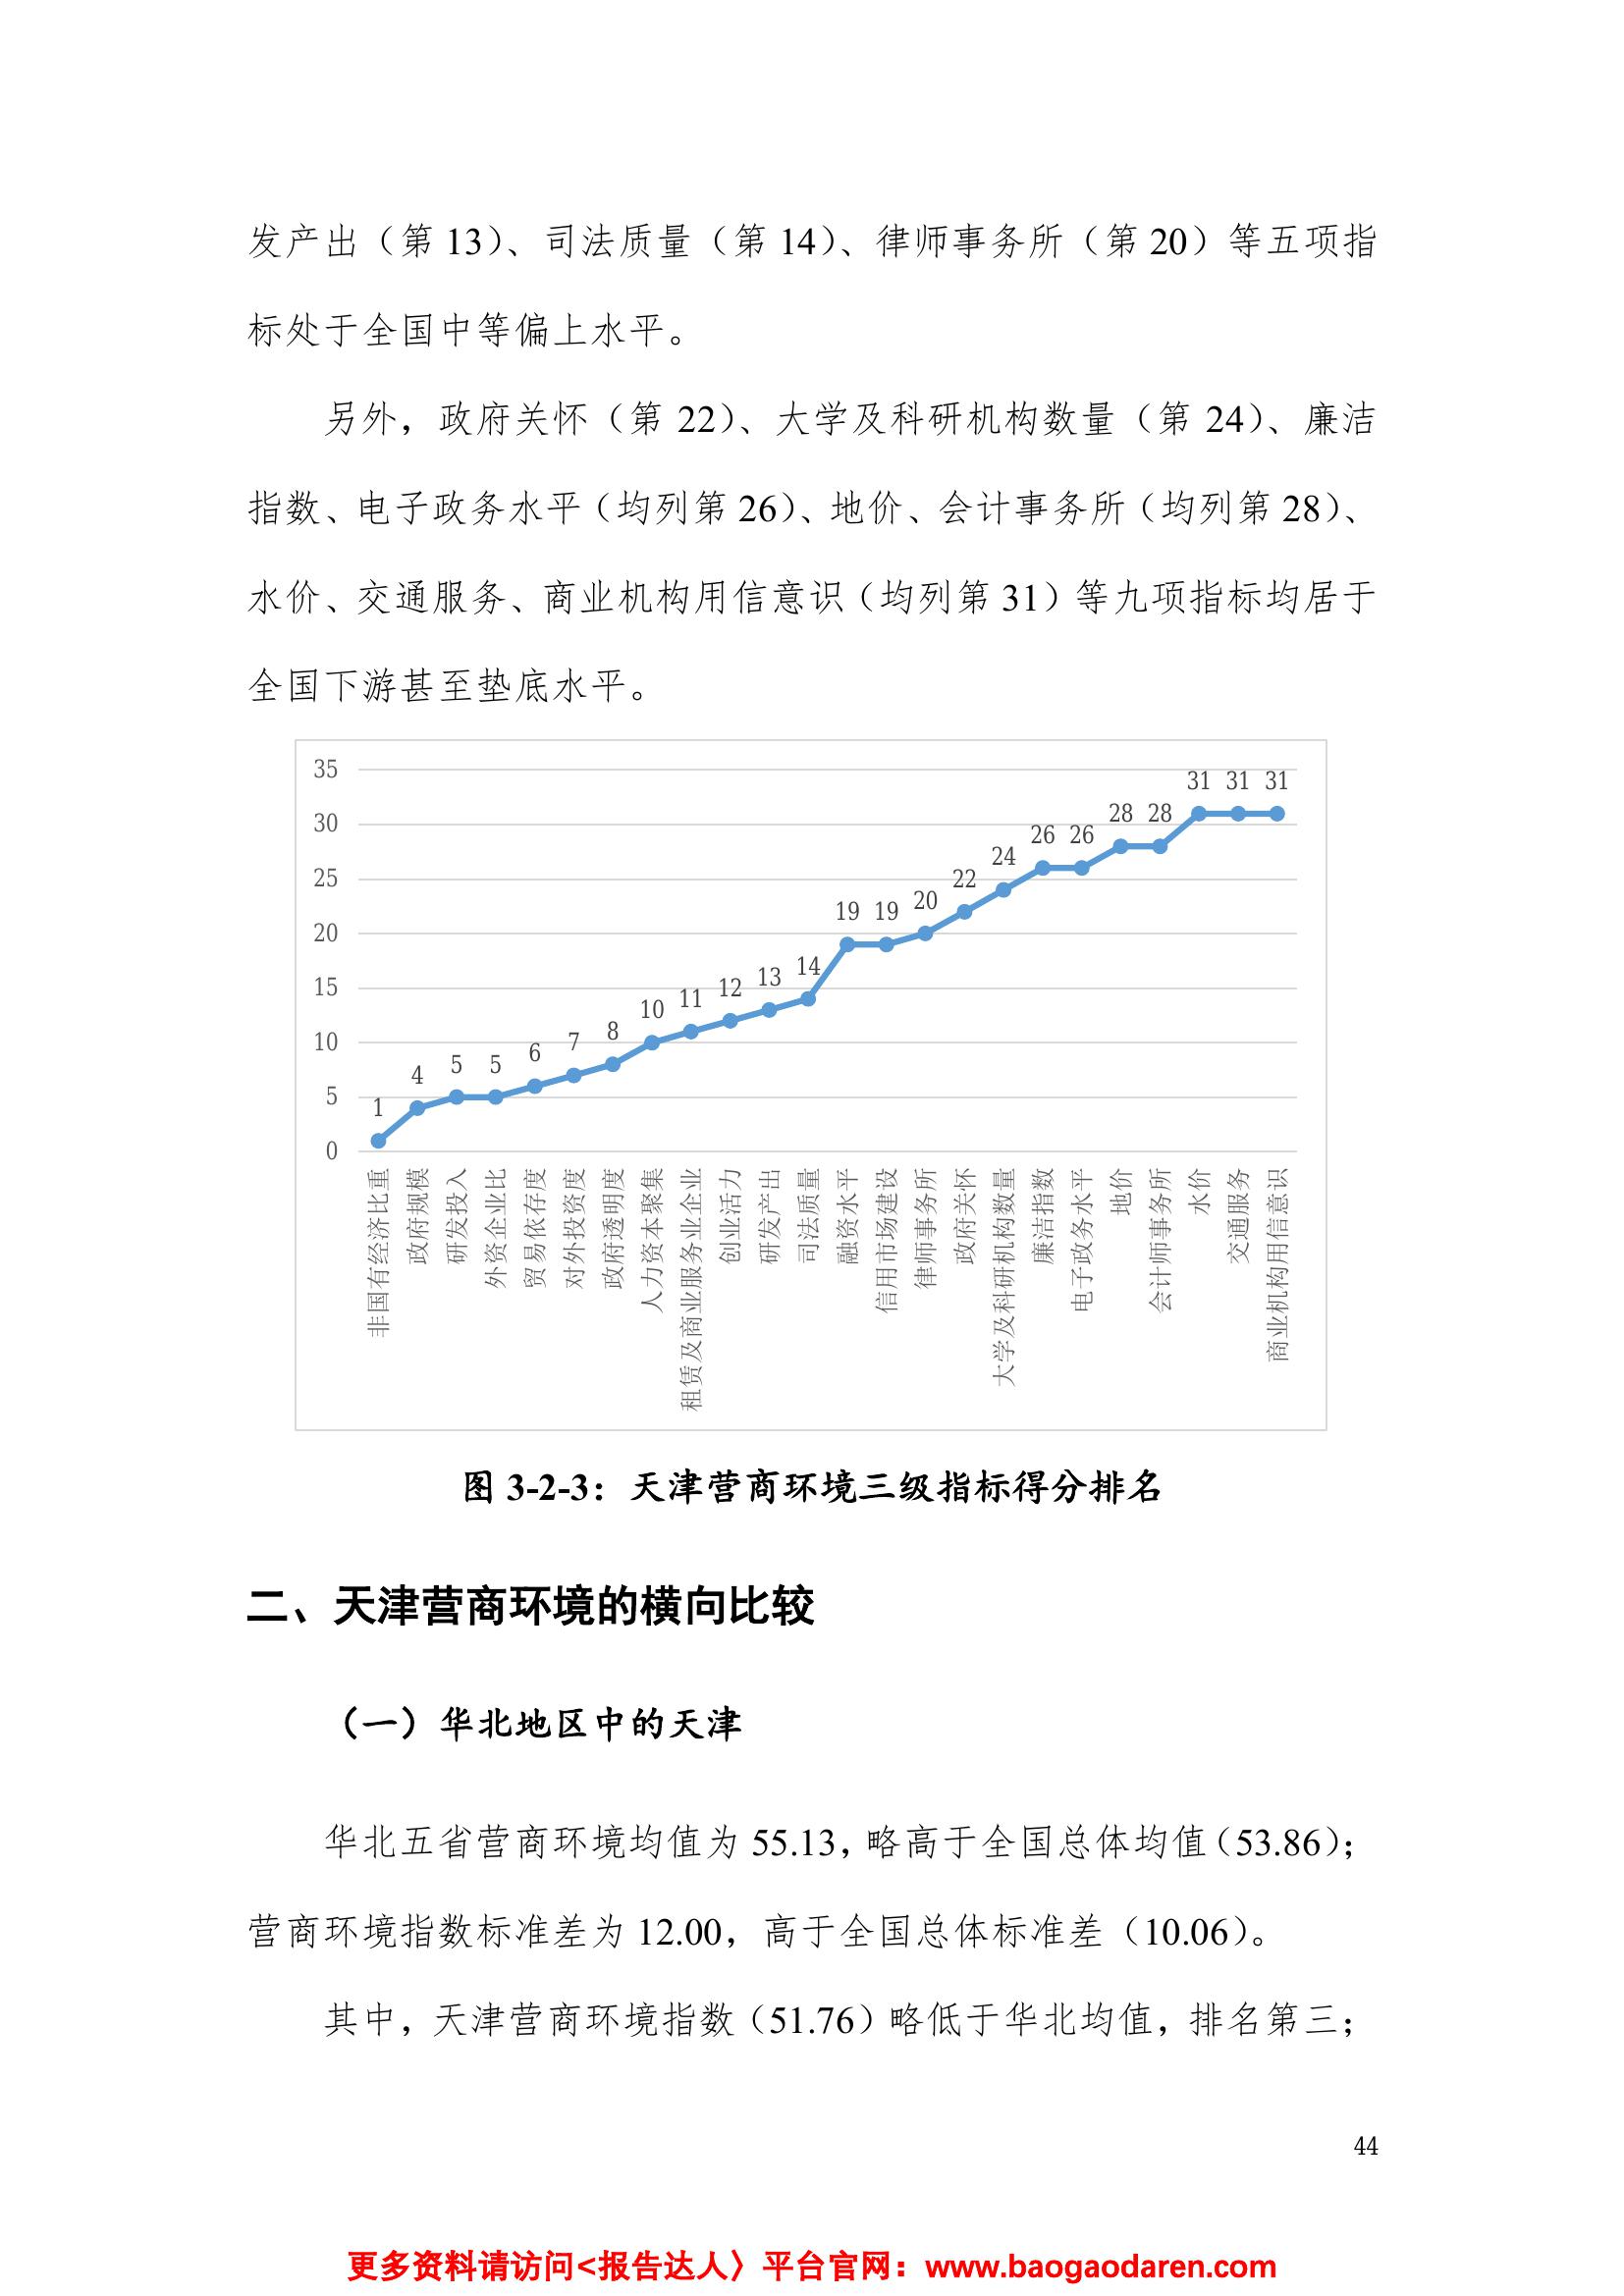 发产出（第 13）、司法质量（第 14）、律师事务所（第 20）等五项指
标处于全国中等偏上水平。
另外，政府关怀（第 22）、大学及科研机构数量（第 24）、廉洁
指数、电子政务水平（均列第 26）、地价、会计事务所（均列第 28）、
水价、交通服务、商业机构用信意识（均列第 31）等九项指标均居于
全国下游甚至垫底水平。
35
30
25
20
15
10
5
0
1
4
5
5
6
7
8
10
11
12
13
14
19
19
20
22
24
26
26
28
28
31
31
31
非国有经济比重
政府规模
研发投入
外资企业比
贸易依存度
对外投资度
政府透明度
人力资本聚集
租赁及商业服务业企业
创业活力
研发产出
司法质量
融资水平
信用市场建设
律师事务所
政府关怀
大学及科研机构数量
廉洁指数
电子政务水平
地价
会计师事务所
水价
交通服务
商业机构用信意识
图 3-2-3：天津营商环境三级指标得分排名
二、天津营商环境的横向比较
（一）华北地区中的天津
华北五省营商环境均值为 55.13，略高于全国总体均值（53.86）；
营商环境指数标准差为 12.00，高于全国总体标准差（10.06）。
其中，天津营商环境指数（51.76）略低于华北均值，排名第三；
44
更多资料请访问<报告达人〉平台官网：www.baogaodaren.com